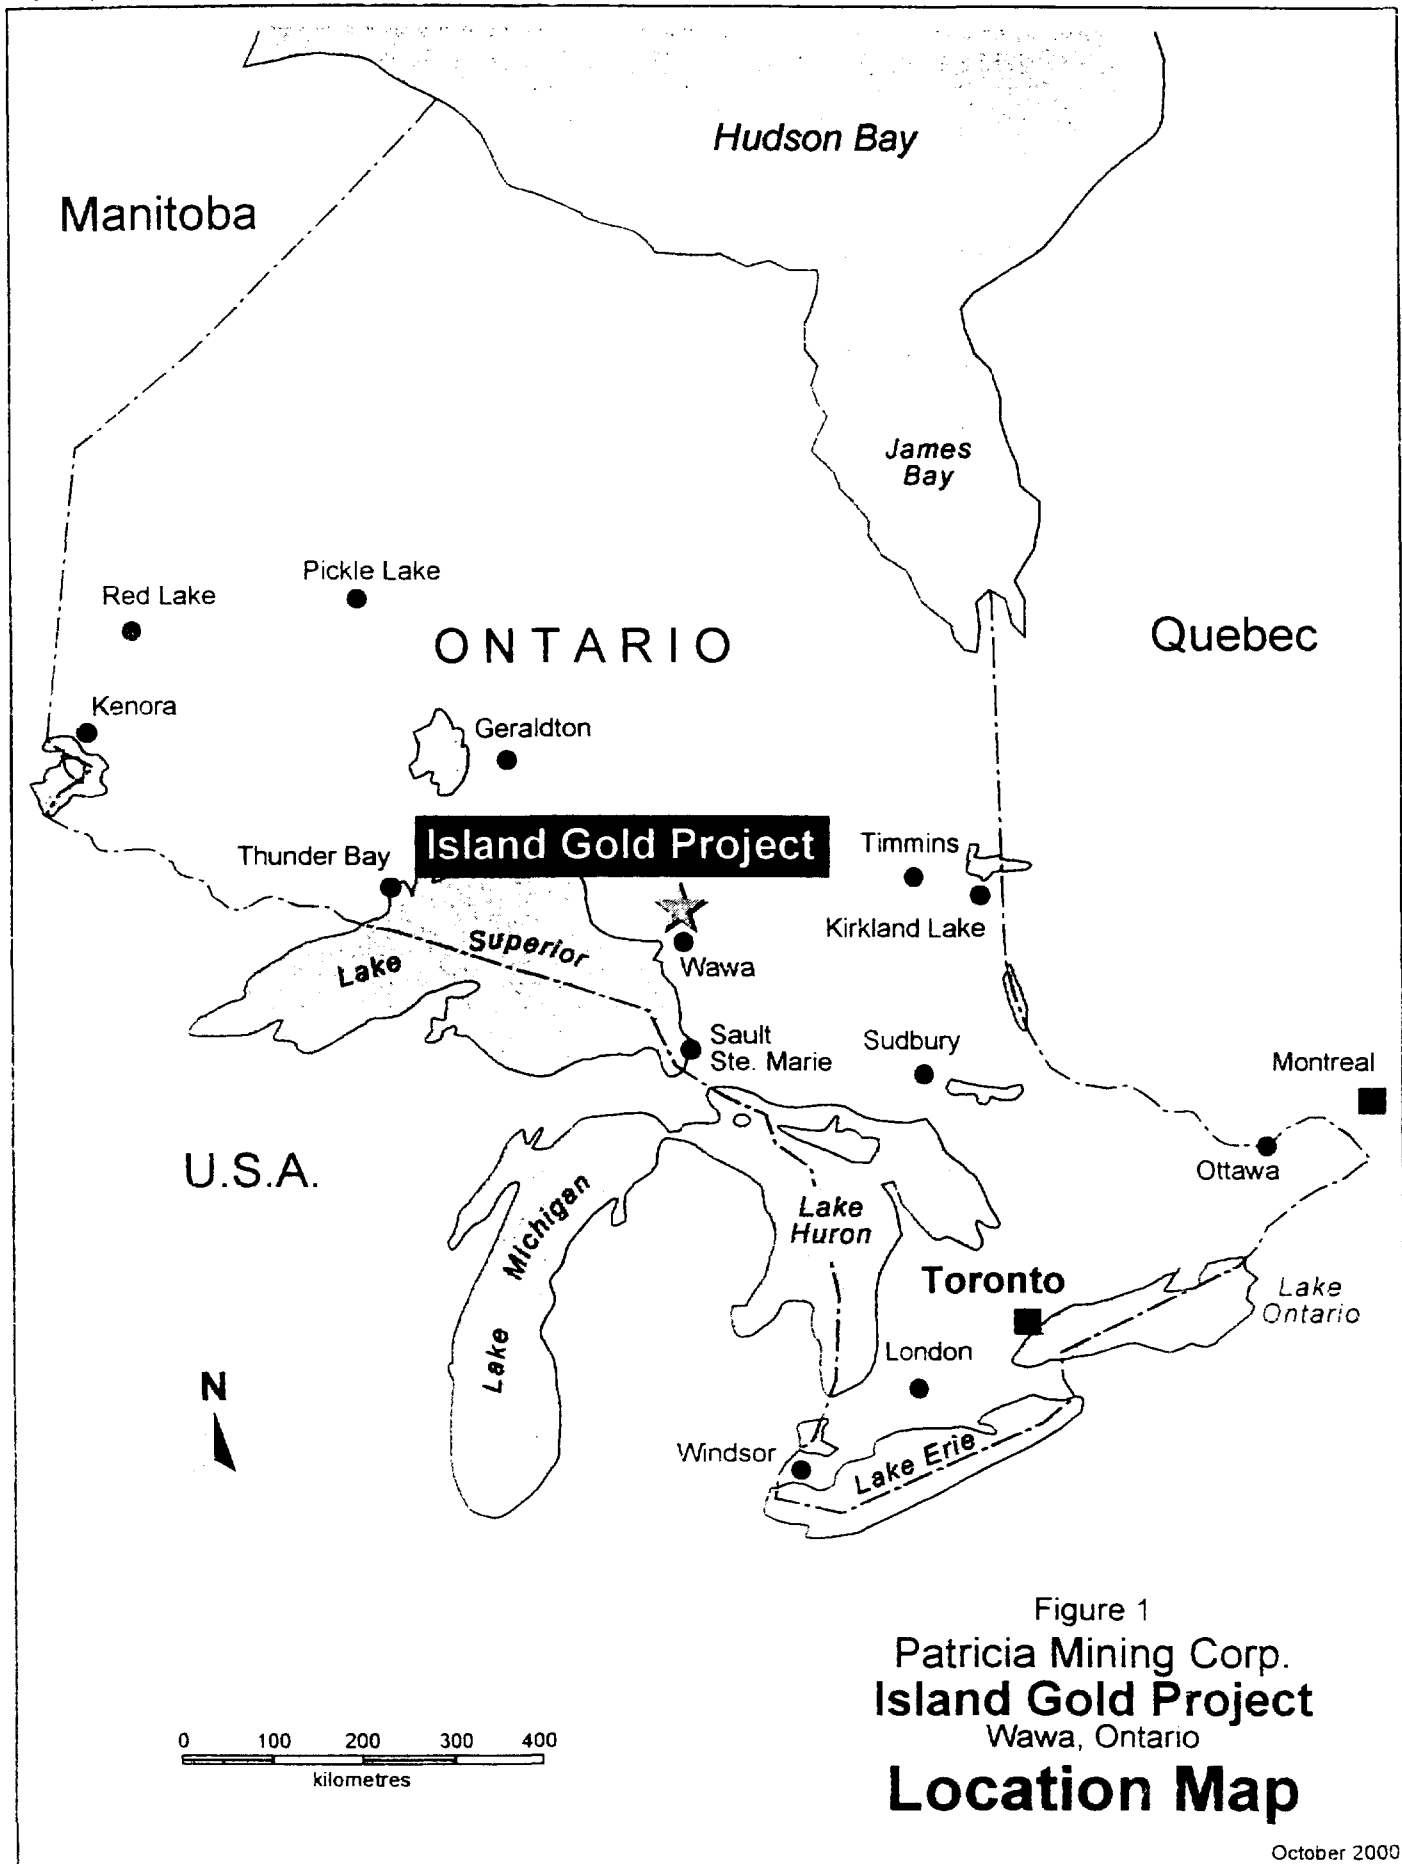 Hudson Bay
Manitoba
James
Bay
Pickle Lake
Red Lake
ONTARIO
Quebec
Kenora
Geraldton
Island Gold Project
Thunder Bay
Timmins
Kirkland Lake
Lake Superior
Wawa
Sault
Ste. Marie
Sudbury
Montreal
U.S.A.
Ottawa
Lake Michigan
Lake
Huron
Toronto
Lake
Ontario
London
N
Windsor
Lake Erie
Figure 1
Patricia Mining Corp.
Island Gold Project
Wawa, Ontario
Location Map
0 100 200 300 400
kilometres
October 2000